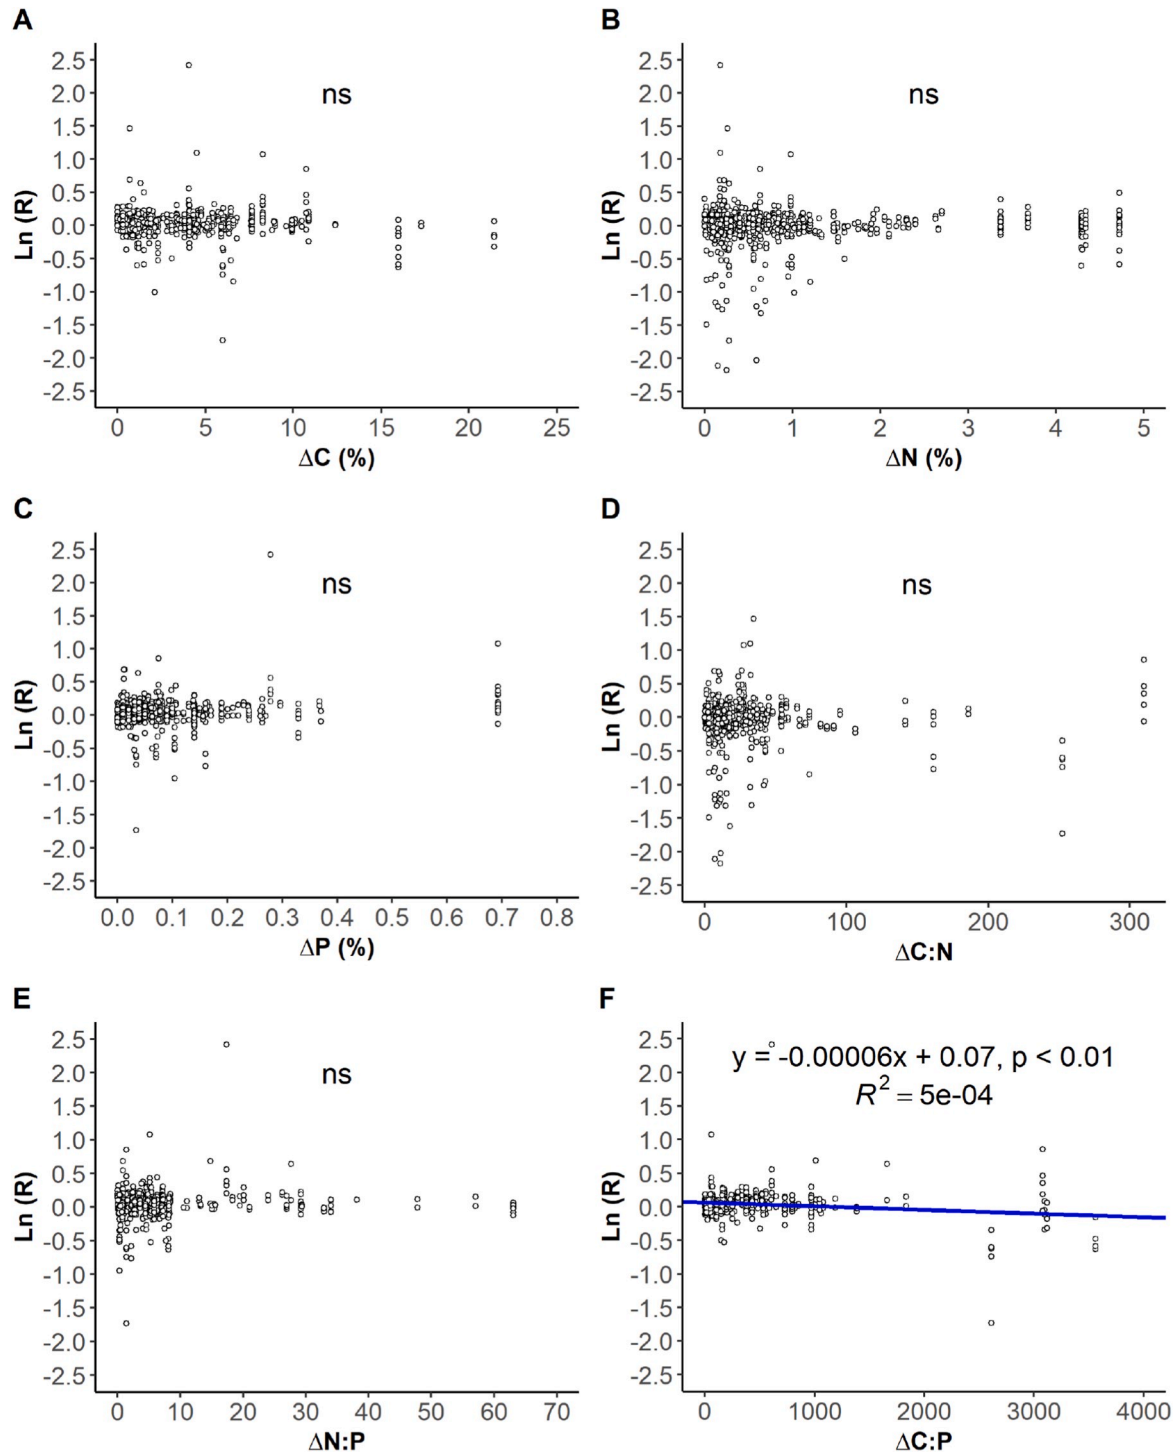 A
2.5
2.0
1.5
1.0
0.5
0.0
-0.5
-1.0
-1.5
-2.0
-2.5
Ln (R)
ns
0 5 10 15 20 25
ΔC (%)
B
2.5
2.0
1.5
1.0
0.5
0.0
-0.5
-1.0
-1.5
-2.0
-2.5
Ln (R)
ns
0 1 2 3 4 5
ΔN (%)
C
2.5
2.0
1.5
1.0
0.5
0.0
-0.5
-1.0
-1.5
-2.0
-2.5
Ln (R)
ns
0.0 0.1 0.2 0.3 0.4 0.5 0.6 0.7 0.8
ΔP (%)
D
2.5
2.0
1.5
1.0
0.5
0.0
-0.5
-1.0
-1.5
-2.0
-2.5
Ln (R)
ns
0 100 200 300
ΔC:N
E
2.5
2.0
1.5
1.0
0.5
0.0
-0.5
-1.0
-1.5
-2.0
-2.5
Ln (R)
ns
0 10 20 30 40 50 60 70
ΔN:P
F
2.5
2.0
1.5
1.0
0.5
0.0
-0.5
-1.0
-1.5
-2.0
-2.5
Ln (R)
y = -0.00006x + 0.07, p < 0.01
R² = 5e-04
0 1000 2000 3000 4000
ΔC:P